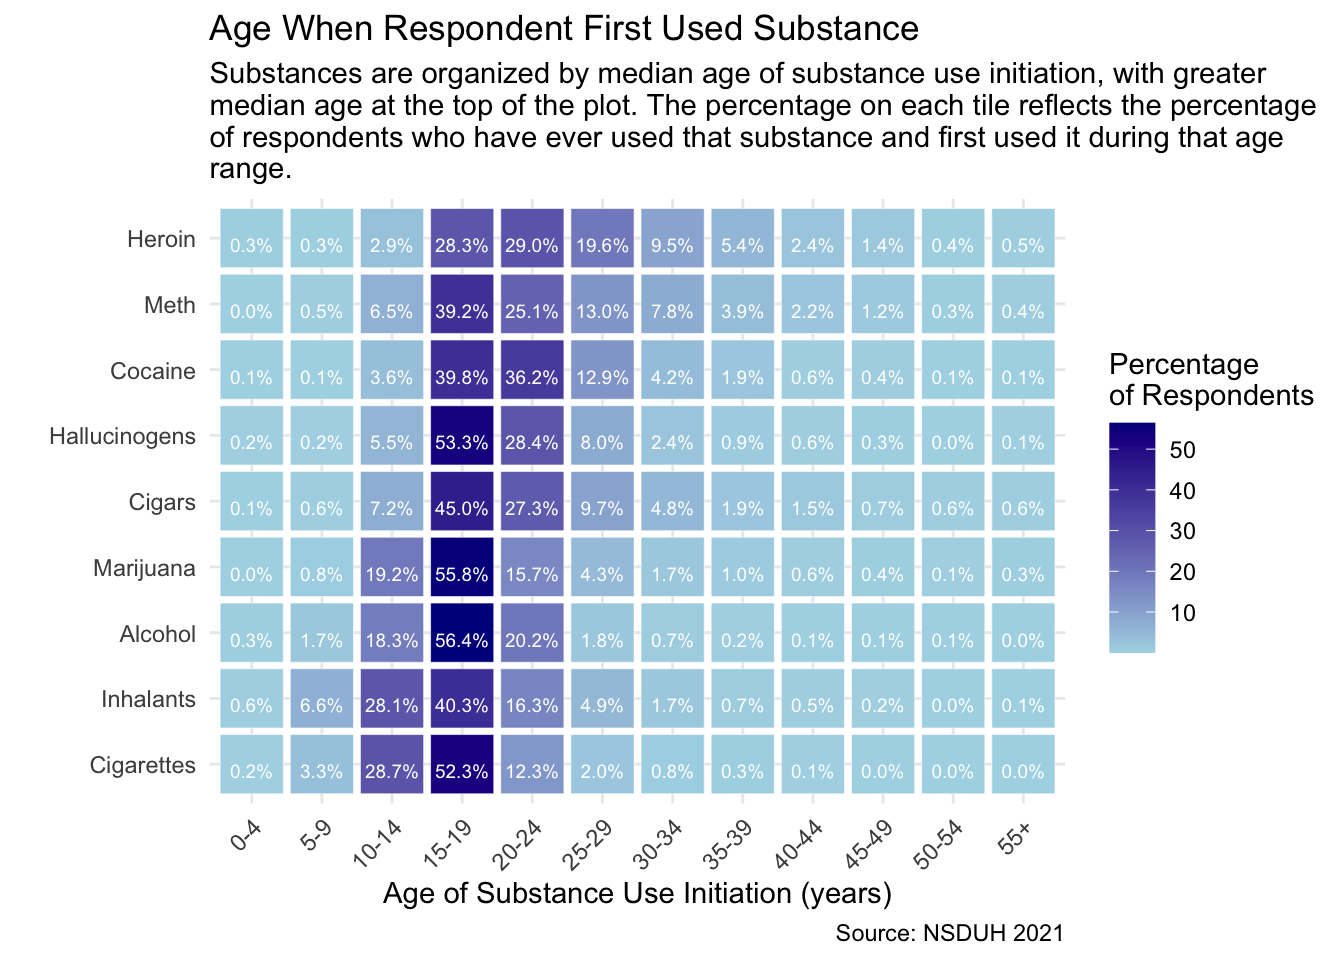 Age When Respondent First Used Substance
Substances are organized by median age of substance use initiation, with greater
median age at the top of the plot. The percentage on each tile reflects the percentage
of respondents who have ever used that substance and first used it during that age
range.
Heroin 0.3% 0.3% 2.9% 28.3% 29.0% 19.6% 9.5% 5.4% 2.4% 1.4% 0.4% 0.5%
Meth 0.0% 0.5% 6.5% 39.2% 25.1% 13.0% 7.8% 3.9% 2.2% 1.2% 0.3% 0.4%
Cocaine 0.1% 0.1% 3.6% 39.8% 36.2% 12.9% 4.2% 1.9% 0.6% 0.4% 0.1% 0.1%
Hallucinogens 0.2% 0.2% 5.5% 53.3% 28.4% 8.0% 2.4% 0.9% 0.6% 0.3% 0.0% 0.1%
Cigars 0.1% 0.6% 7.2% 45.0% 27.3% 9.7% 4.8% 1.9% 1.5% 0.7% 0.6% 0.6%
Marijuana 0.0% 0.8% 19.2% 55.8% 15.7% 4.3% 1.7% 1.0% 0.6% 0.4% 0.1% 0.3%
Alcohol 0.3% 1.7% 18.3% 56.4% 20.2% 1.8% 0.7% 0.2% 0.1% 0.1% 0.1% 0.0%
Inhalants 0.6% 6.6% 28.1% 40.3% 16.3% 4.9% 1.7% 0.7% 0.5% 0.2% 0.0% 0.1%
Cigarettes 0.2% 3.3% 28.7% 52.3% 12.3% 2.0% 0.8% 0.3% 0.1% 0.0% 0.0% 0.0%
0-4 5-9 10-14 15-19 20-24 25-29 30-34 35-39 40-44 45-49 50-54 55+
Age of Substance Use Initiation (years)
Percentage
of Respondents
50
40
30
20
10
Source: NSDUH 2021